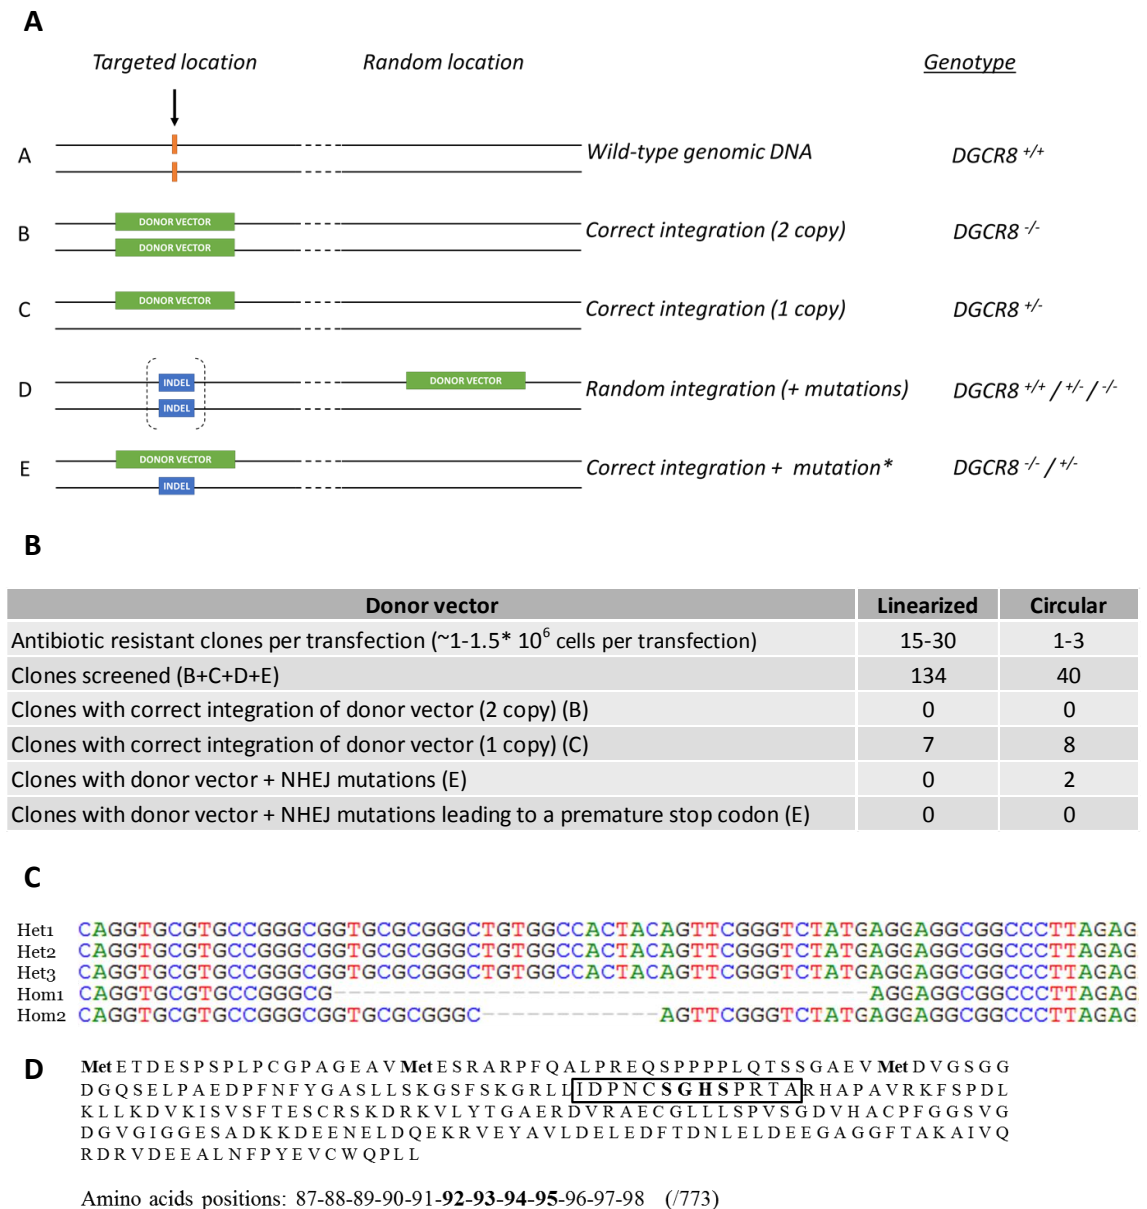 A
Targeted location Random location Genotype
A Wild-type genomic DNA DGCR8 +/+
B DONOR VECTOR DONOR VECTOR Correct integration (2 copy) DGCR8 -/-
C DONOR VECTOR Correct integration (1 copy) DGCR8 +/-
D INDEL INDEL DONOR VECTOR Random integration (+ mutations) DGCR8 +/+ / +/- / -/-
E DONOR VECTOR INDEL Correct integration + mutation* DGCR8 -/- / +/-
B
Donor vector Linearized Circular
Antibiotic resistant clones per transfection (~1-1.5* 10^6 cells per transfection) 15-30 1-3
Clones screened (B+C+D+E) 134 40
Clones with correct integration of donor vector (2 copy) (B) 0 0
Clones with correct integration of donor vector (1 copy) (C) 7 8
Clones with donor vector + NHEJ mutations (E) 0 2
Clones with donor vector + NHEJ mutations leading to a premature stop codon (E) 0 0
C
Het1 CAGGTGCGTGCCGGGCGGTGCGCGGGCTGTGGCCACTACAGTTCGGGTCTATGAGGAGGCGGCCCTTAGAG
Het2 CAGGTGCGTGCCGGGCGGTGCGCGGGCTGTGGCCACTACAGTTCGGGTCTATGAGGAGGCGGCCCTTAGAG
Het3 CAGGTGCGTGCCGGGCGGTGCGCGGGCTGTGGCCACTACAGTTCGGGTCTATGAGGAGGCGGCCCTTAGAG
Hom1 CAGGTGCGTGCCGGGCG------------------------------------AGGAGGCGGCCCTTAGAG
Hom2 CAGGTGCGTGCCGGGCGGTGCGCGGGC------------AGTTCGGGTCTATGAGGAGGCGGCCCTTAGAG
D
Met E T D E S P S P L P C G P A G E A V Met E S R A R P F Q A L P R E Q S P P P P L Q T S S G A E V Met D V G S G G
D G Q S E L P A E D P F N F Y G A S L L S K G S F S K G R L L I D P N C S G H S P R T A R H A P A V R K F S P D L
K L L K D V K I S V S F T E S C R S K D R K V L Y T G A E R D V R A E C G L L L S P V S G D V H A C P F G G S V G
D G V G I G G E S A D K K D E E N E L D Q E K R V E Y A V L D E L E D F T D N L E L D E E G A G G F T A K A I V Q
R D R V D E E A L N F P Y E V C W Q P L L
Amino acids positions: 87-88-89-90-91-92-93-94-95-96-97-98 (/773)